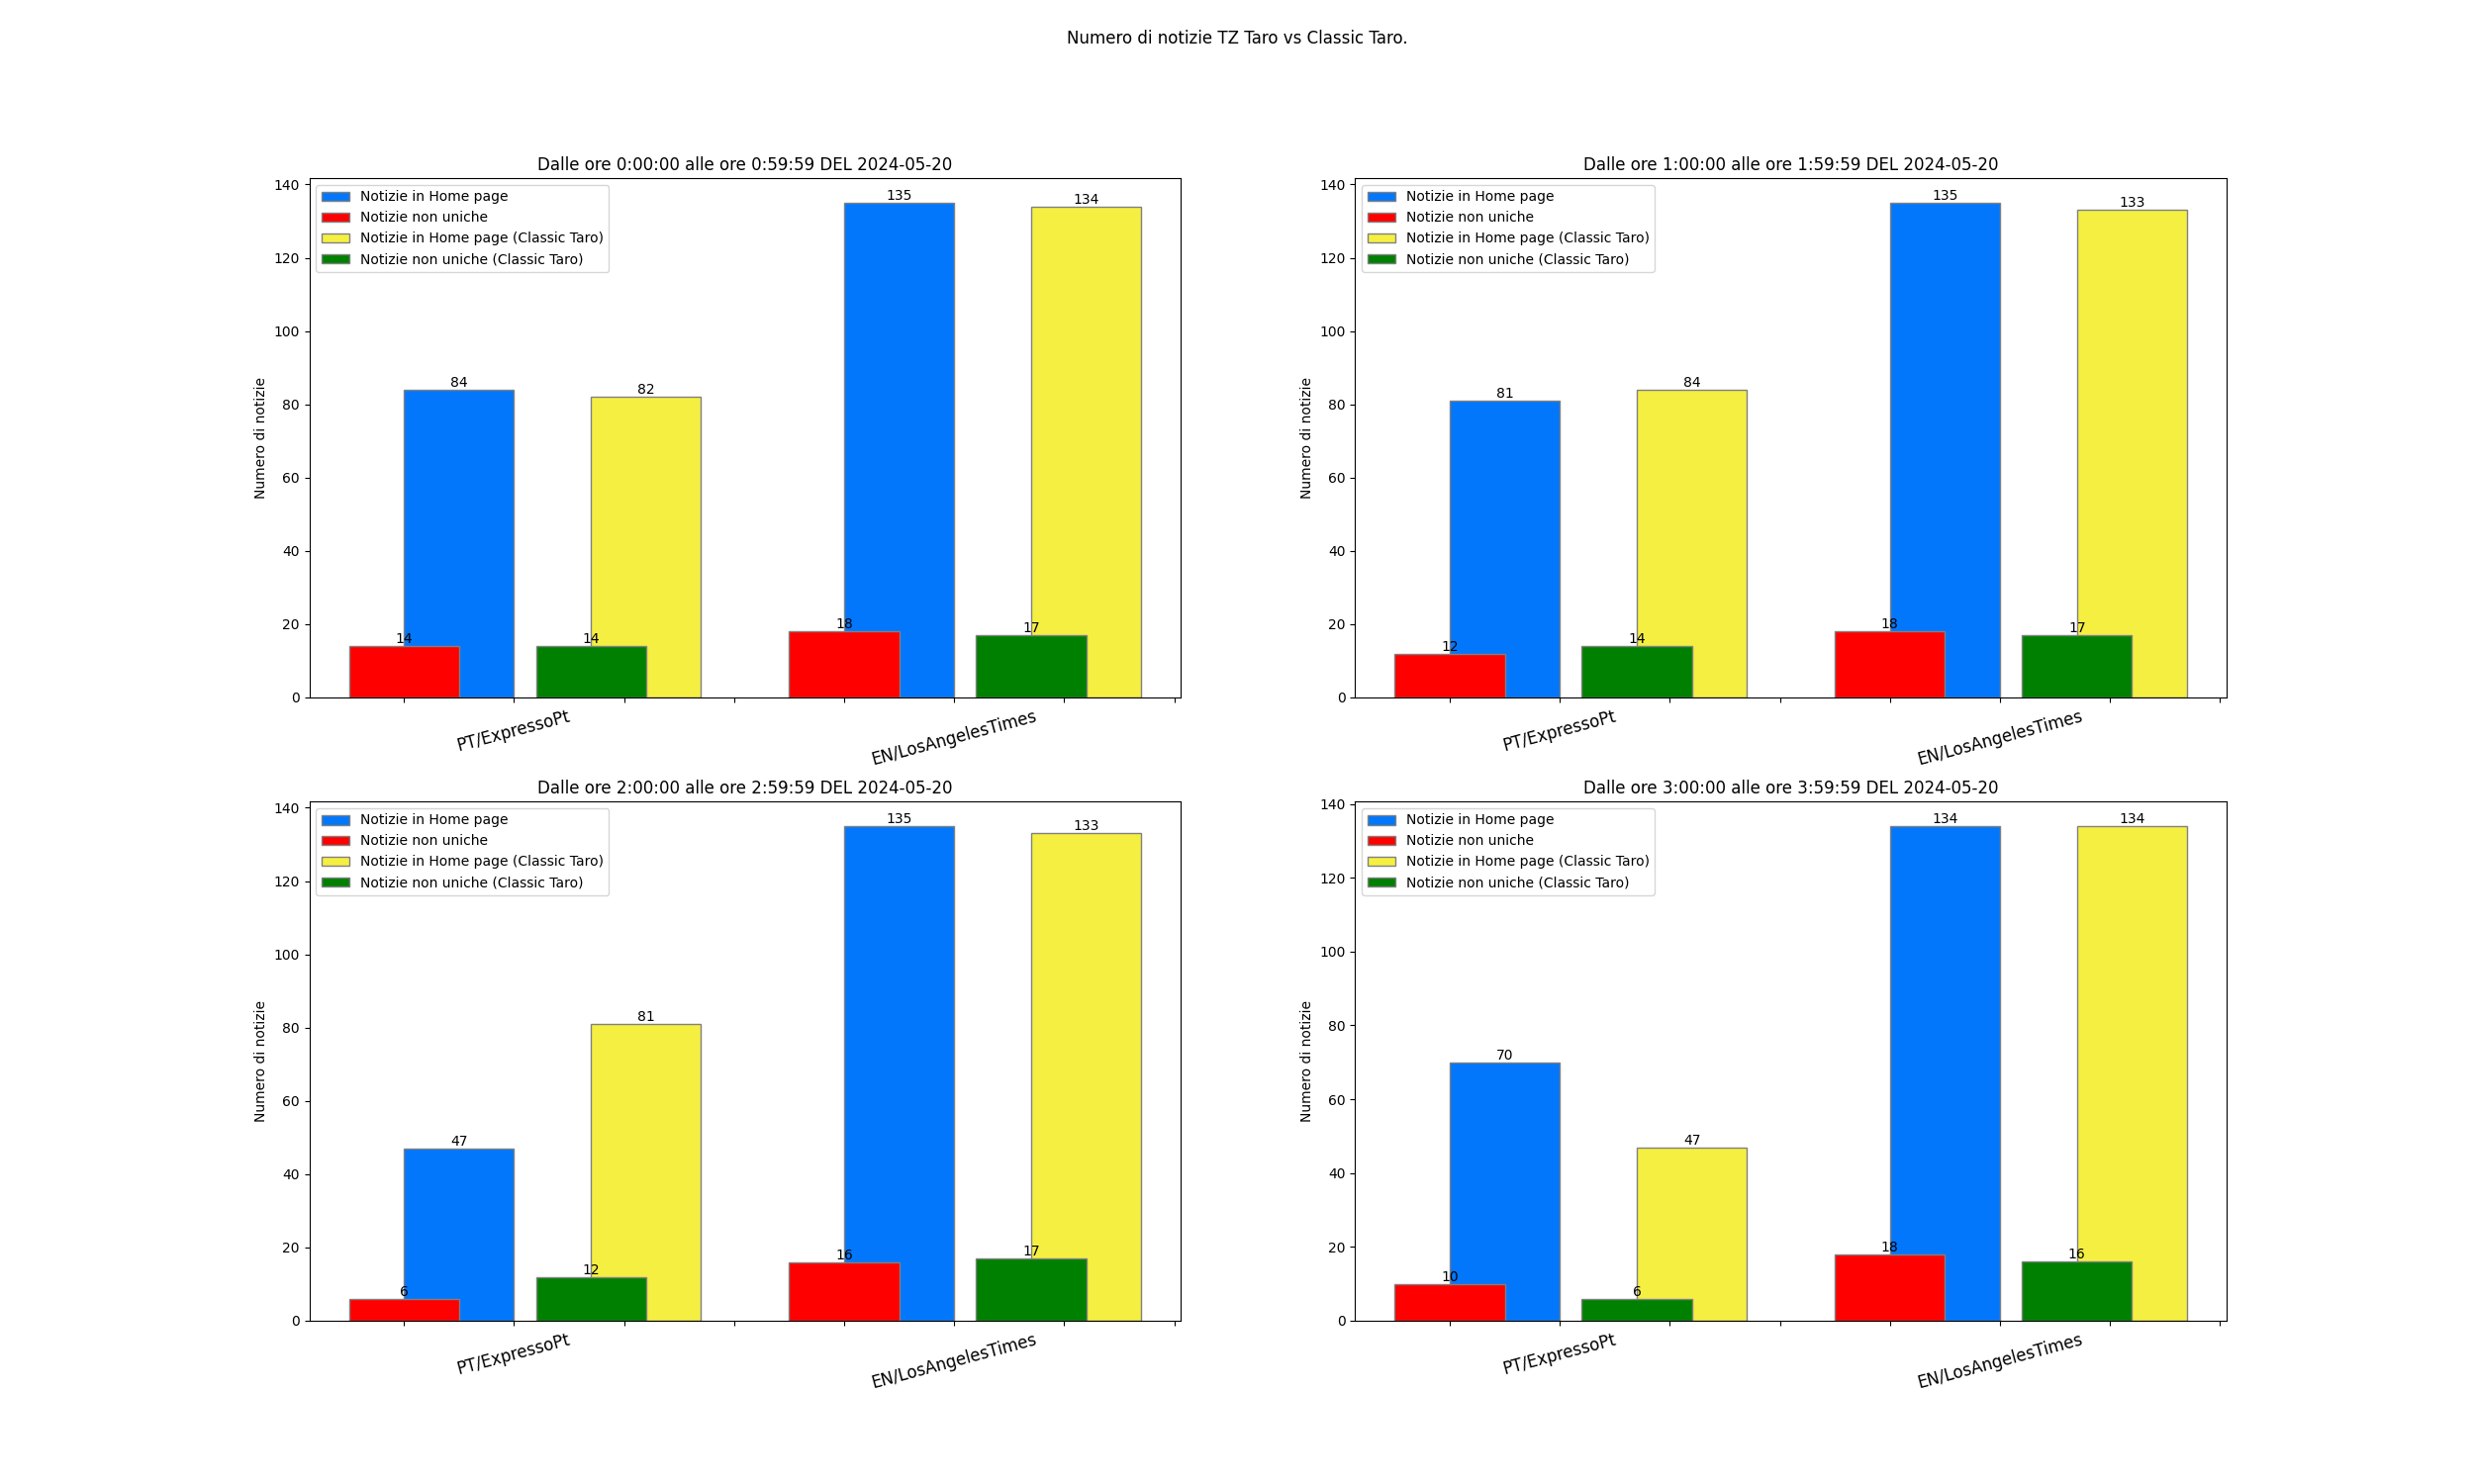 Numero di notizie TZ Taro vs Classic Taro.
Dalle ore 0:00:00 alle ore 0:59:59 DEL 2024-05-20
Numero di notizie
140
120
100
80
60
40
20
0
Notizie in Home page
Notizie non uniche
Notizie in Home page (Classic Taro)
Notizie non uniche (Classic Taro)
84
82
135
134
14
14
18
17
PT/ExpressoPt
EN/LosAngelesTimes
Dalle ore 1:00:00 alle ore 1:59:59 DEL 2024-05-20
Numero di notizie
140
120
100
80
60
40
20
0
Notizie in Home page
Notizie non uniche
Notizie in Home page (Classic Taro)
Notizie non uniche (Classic Taro)
81
84
135
133
12
14
18
17
PT/ExpressoPt
EN/LosAngelesTimes
Dalle ore 2:00:00 alle ore 2:59:59 DEL 2024-05-20
Numero di notizie
140
120
100
80
60
40
20
0
Notizie in Home page
Notizie non uniche
Notizie in Home page (Classic Taro)
Notizie non uniche (Classic Taro)
47
81
135
133
6
12
16
17
PT/ExpressoPt
EN/LosAngelesTimes
Dalle ore 3:00:00 alle ore 3:59:59 DEL 2024-05-20
Numero di notizie
140
120
100
80
60
40
20
0
Notizie in Home page
Notizie non uniche
Notizie in Home page (Classic Taro)
Notizie non uniche (Classic Taro)
70
47
134
134
10
6
18
16
PT/ExpressoPt
EN/LosAngelesTimes